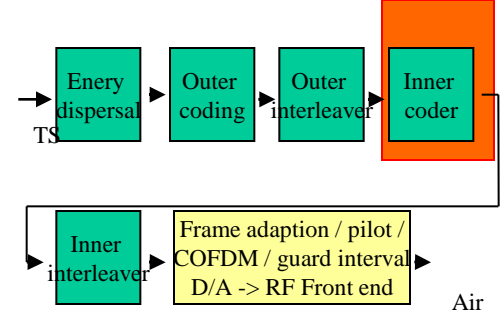 Enery
dispersal
Outer
coding
Outer
interleaver
Inner
coder
TS
Inner
interleaver
Frame adaption / pilot /
COFDM / guard interval
D/A -> RF Front end
Air